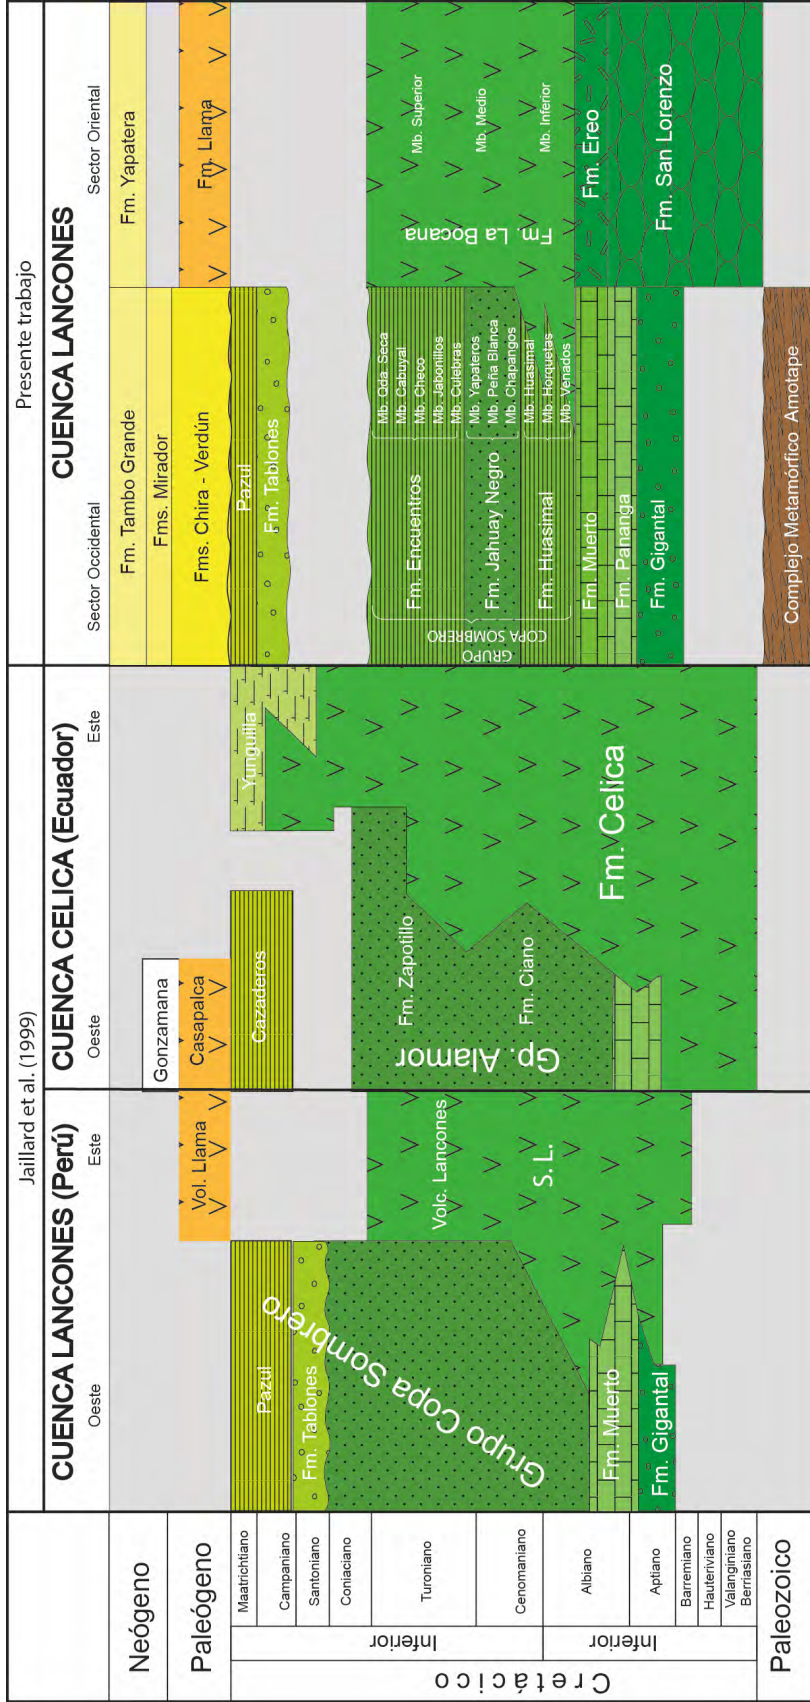 Jaillard et al. (1999)
Presente trabajo
CUENCA LANCONES (Perú)
CUENCA CELICA (Ecuador)
CUENCA LANCONES
Oeste
Este
Oeste
Este
Sector Occidental
Sector Oriental
Neógeno
Paleógeno
Cretácico
Inferior
Inferior
Maatrichtiano
Campaniano
Santoniano
Coniaciano
Turoniano
Cenomaniano
Albiano
Aptiano
Barremiano
Hauteriviano
Valanginiano
Berriasiano
Paleozoico
Pazul
Fm. Tablones
Grupo Copa Sombrero
Fm. Muerto
Fm. Gigantal
Vol. Llama
Volc. Lancones
S. L.
Gonzamana
Casapalca
Cazaderos
Fm. Zapotillo
Fm. Ciano
Gp. Alamor
Yunguilla
Fm. Celica
Fm. Tambo Grande
Fms. Mirador
Fms. Chira - Verdún
Pazul
Fm. Tablones
GRUPO
COPA SOMBRERO
Fm. Encuentros
Mb. Qda. Seca
Mb. Cabuyal
Mb. Checo
Mb. Jabonillos
Mb. Culebras
Fm. Jahuay Negro
Mb. Yapateros
Mb. Peña Blanca
Mb. Chapangos
Fm. Huasimal
Mb. Huasimal
Mb. Horquetas
Mb. Venados
Fm. Muerto
Fm. Pananga
Fm. Gigantal
Complejo Metamórfico Amotape
Fm. Yapatera
Fm. Llama
Fm. La Bocana
Mb. Superior
Mb. Medio
Mb. Inferior
Fm. Ereo
Fm. San Lorenzo